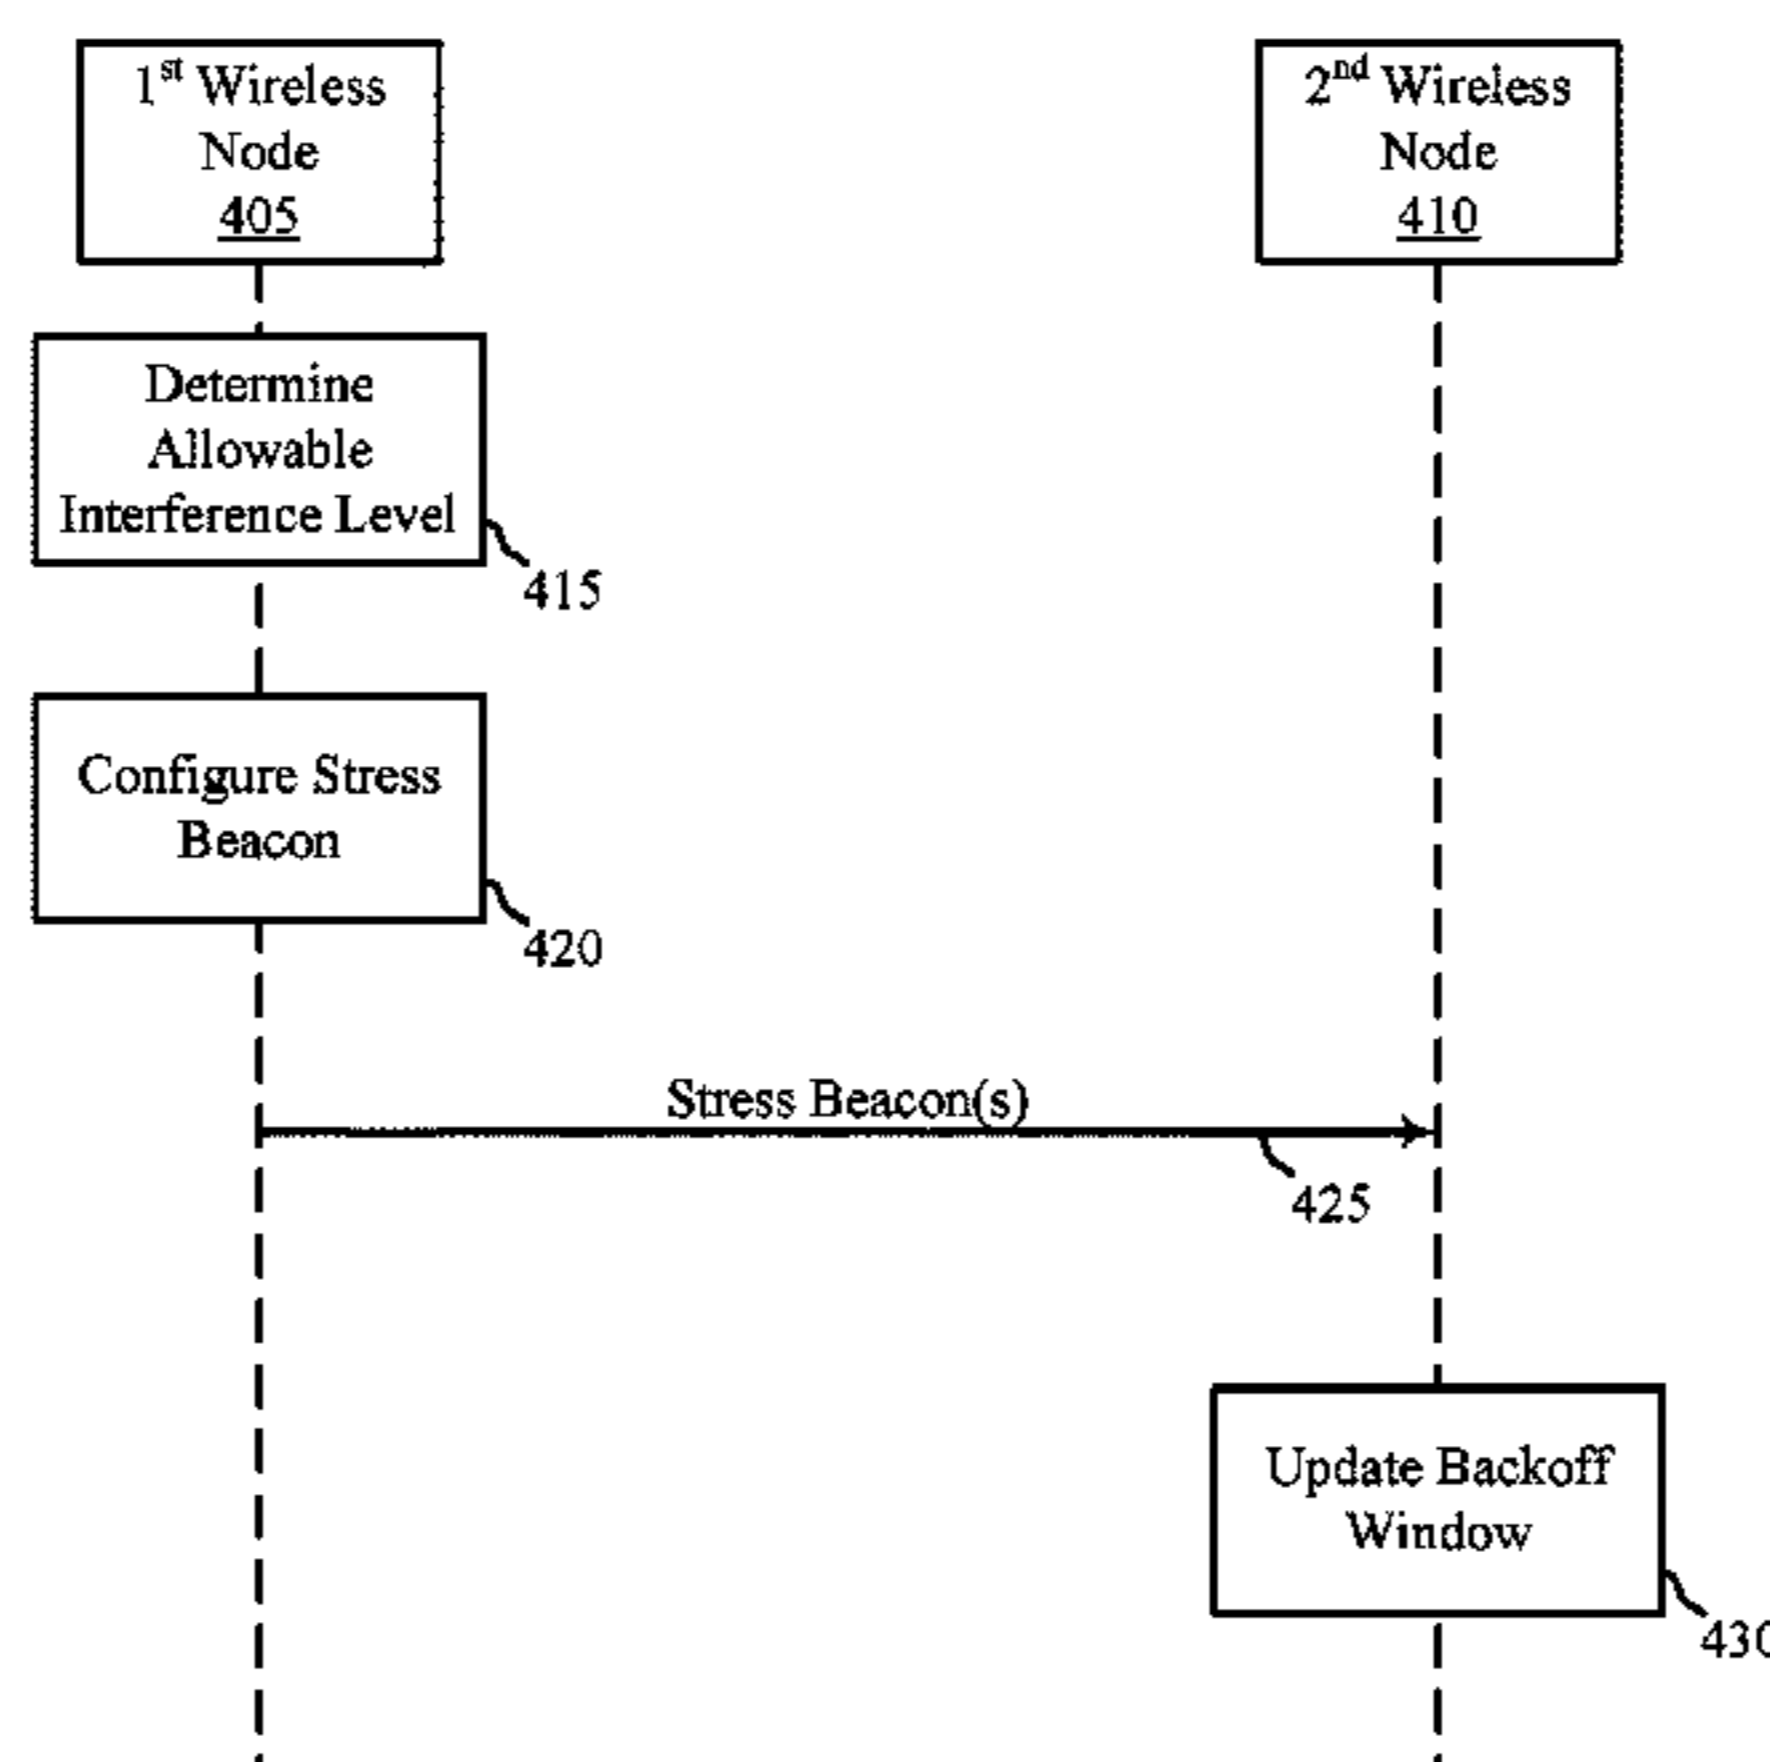 1st Wireless
Node
405
2nd Wireless
Node
410
Determine
Allowable
Interference Level
415
Configure Stress
Beacon
420
Stress Beacon(s)
425
Update Backoff
Window
430